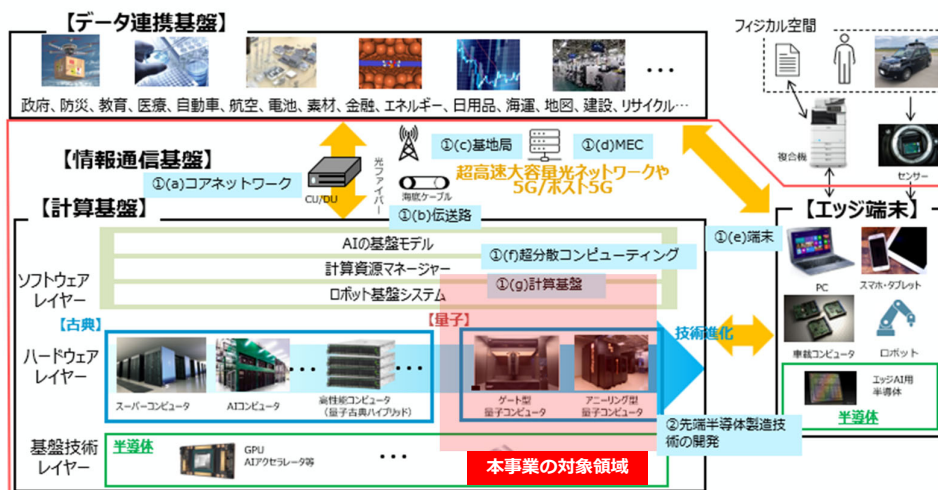 【データ連携基盤】
政府、防災、教育、医療、自動車、航空、電池、素材、金融、エネルギー、日用品、海運、地図、建設、リサイクル…
フィジカル空間
複合機
センサー
【情報通信基盤】
①(a)コアネットワーク
CU/DU
光ファイバー
①(c)基地局
①(d)MEC
超高速大容量光ネットワークや
5G/ポスト5G
海底ケーブル
①(b)伝送路
①(e)端末
【計算基盤】
ソフトウェア
レイヤー
AIの基盤モデル
計算資源マネージャー
ロボット基盤システム
①(f)超分散コンピューティング
①(g)計算基盤
【古典】
【量子】
技術進化
ハードウェア
レイヤー
スーパーコンピュータ
AIコンピュータ
高性能コンピュータ
(量子古典ハイブリッド)
ゲート型
量子コンピュータ
アニーリング型
量子コンピュータ
②先端半導体製造技
術の開発
基盤技術
レイヤー
半導体
GPU
AIアクセラレータ等
本事業の対象領域
【エッジ端末】
PC
スマホ・タブレット
車載コンピュータ
ロボット
エッジAI用
半導体
半導体